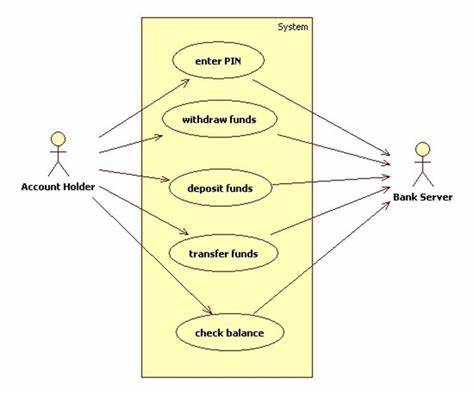 System
enter PIN
withdraw funds
Account Holder
deposit funds
Bank Server
transfer funds
check balance